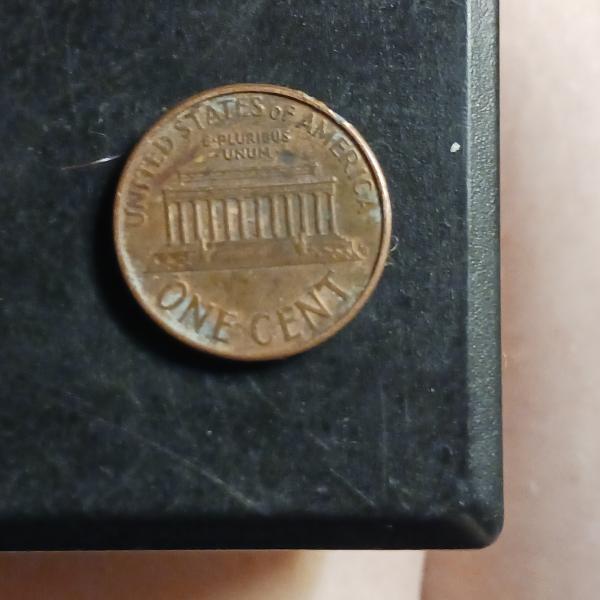 UNITED STATES OF AMERICA
E·PLURIBUS
UNUM
ONE CENT